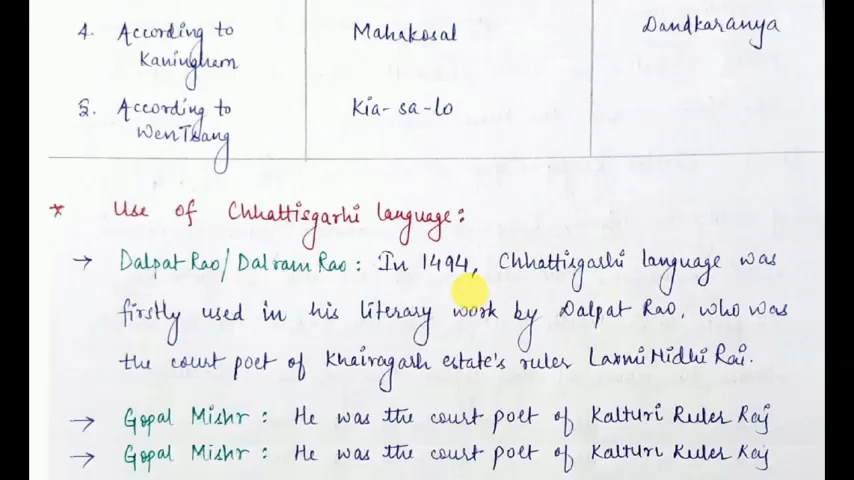 4. According to Mahakosal Dandkaranya
Kaningham
5. According to Kia-sa-lo
WenTsang
* Use of Chhattisgarhi language:
→ Dalpat Rao/Dalram Rao: In 1494, Chhattisgarhi language was
firstly used in his literary work by Dalpat Rao, who was
the court poet of Khairagarh estate's ruler Laxmi Nidhi Rai.
→ Gopal Mishr: He was the court poet of Kalturi Ruler Raj
→ Gopal Mishr: He was the court poet of Kalturi Ruler Raj